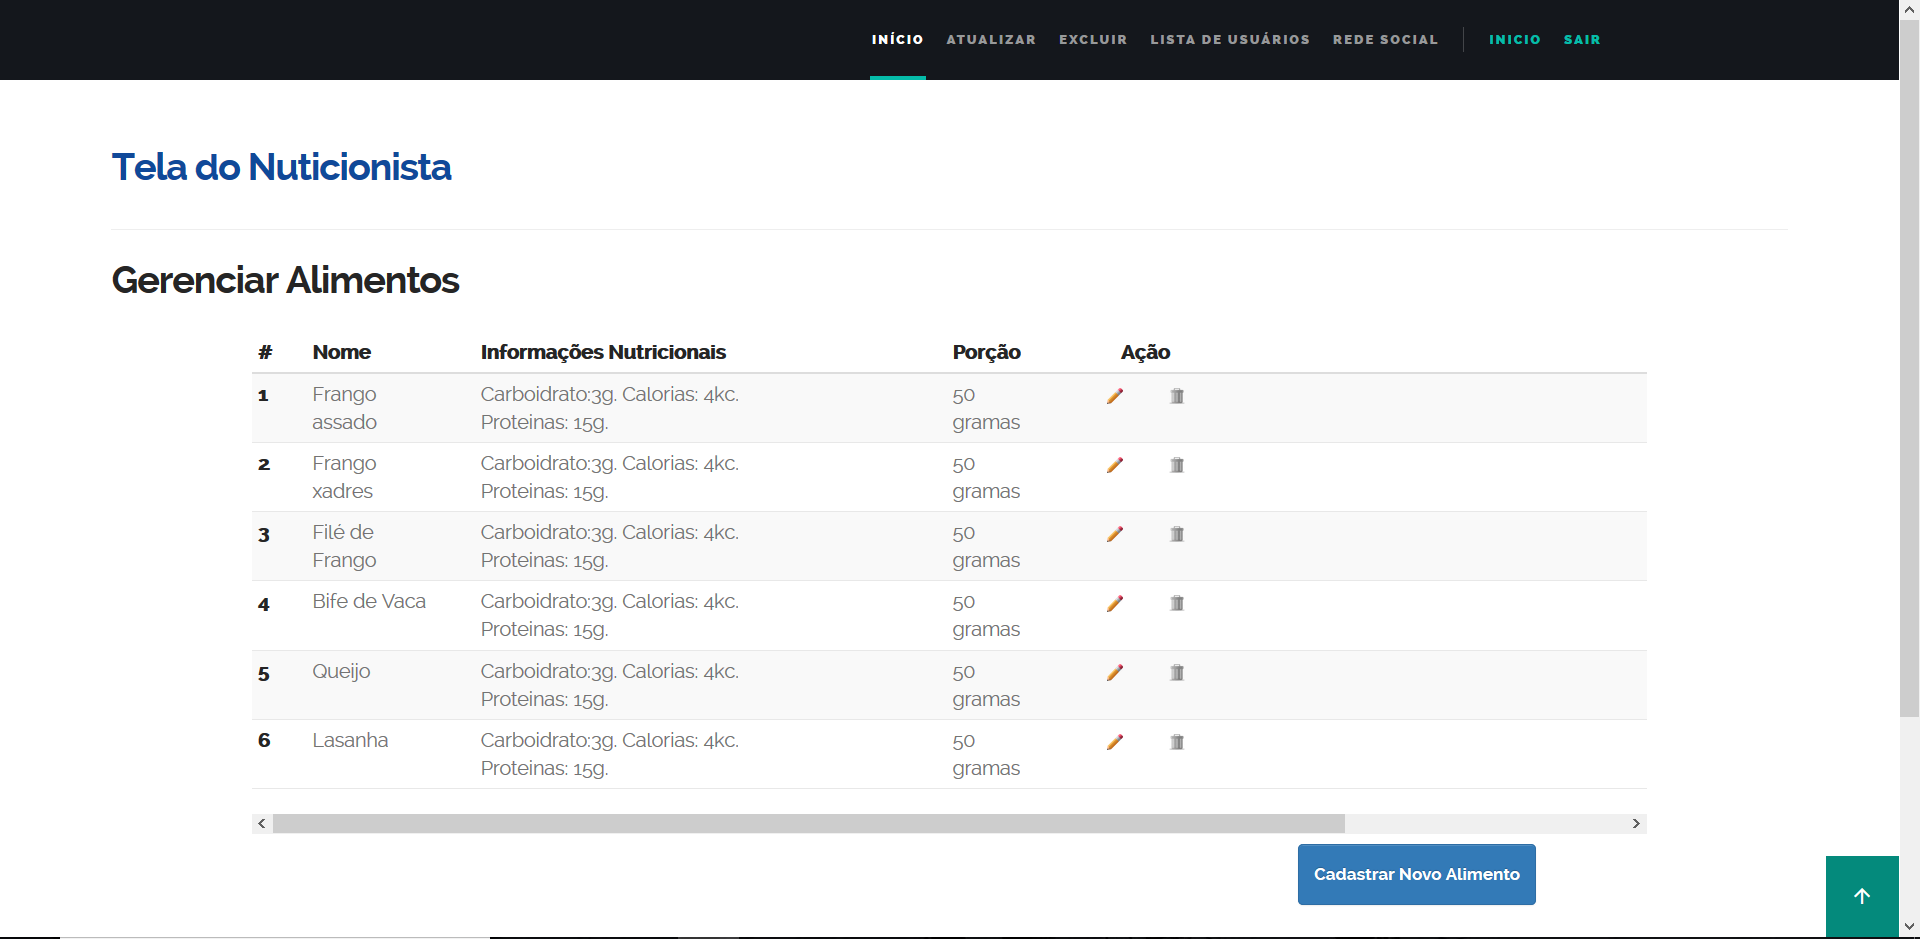 INÍCIO ATUALIZAR EXCLUIR LISTA DE USUÁRIOS REDE SOCIAL INICIO SAIR
Tela do Nuticionista
Gerenciar Alimentos
# Nome Informações Nutricionais Porção Ação
1 Frango Carboidrato:3g. Calorias: 4kc. 50
assado Proteinas: 15g. gramas
2 Frango Carboidrato:3g. Calorias: 4kc. 50
xadres Proteinas: 15g. gramas
3 Filé de Carboidrato:3g. Calorias: 4kc. 50
Frango Proteinas: 15g. gramas
4 Bife de Vaca Carboidrato:3g. Calorias: 4kc. 50
Proteinas: 15g. gramas
5 Queijo Carboidrato:3g. Calorias: 4kc. 50
Proteinas: 15g. gramas
6 Lasanha Carboidrato:3g. Calorias: 4kc. 50
Proteinas: 15g. gramas
Cadastrar Novo Alimento